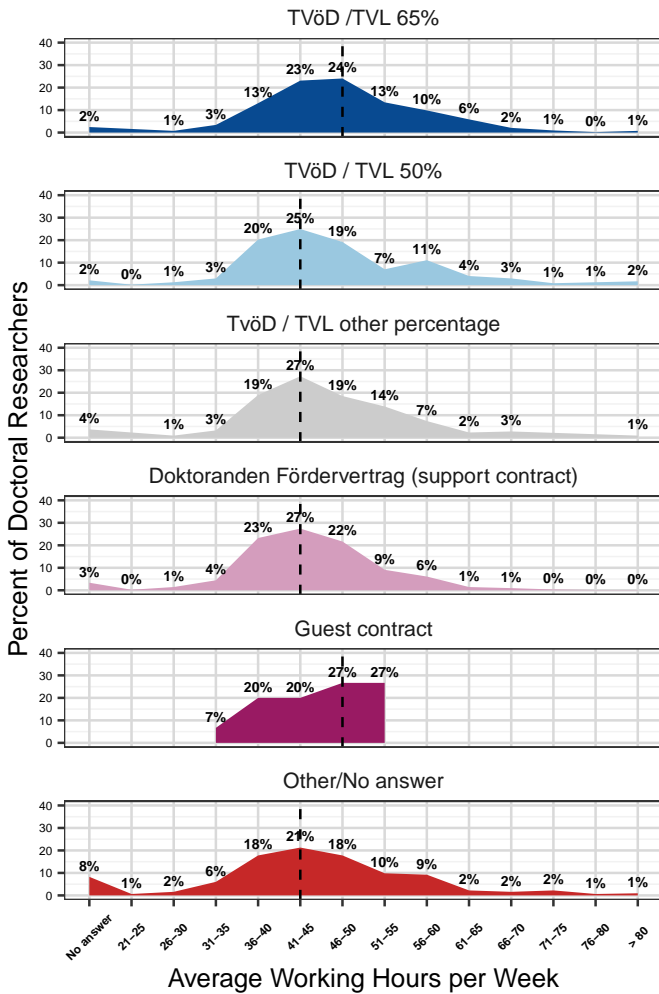 TVöD /TVL 65%
40
30
20
10
0
2% 1% 3% 13% 23% 24% 13% 10% 6% 2% 1% 0% 1%
TVöD / TVL 50%
40
30
20
10
0
2% 0% 1% 3% 20% 25% 19% 7% 11% 4% 3% 1% 1% 2%
TvöD / TVL other percentage
40
30
20
10
0
4% 1% 3% 19% 27% 19% 14% 7% 2% 3% 1%
Doktoranden Fördervertrag (support contract)
40
30
20
10
0
3% 0% 1% 4% 23% 27% 22% 9% 6% 1% 1% 0% 0% 0%
Guest contract
40
30
20
10
0
7% 20% 20% 27% 27%
Other/No answer
40
30
20
10
0
8% 1% 2% 6% 18% 21% 18% 10% 9% 2% 2% 2% 1% 1%
No answer 21–25 26–30 31–35 36–40 41–45 46–50 51–55 56–60 61–65 66–70 71–75 76–80 > 80
Average Working Hours per Week
Percent of Doctoral Researchers